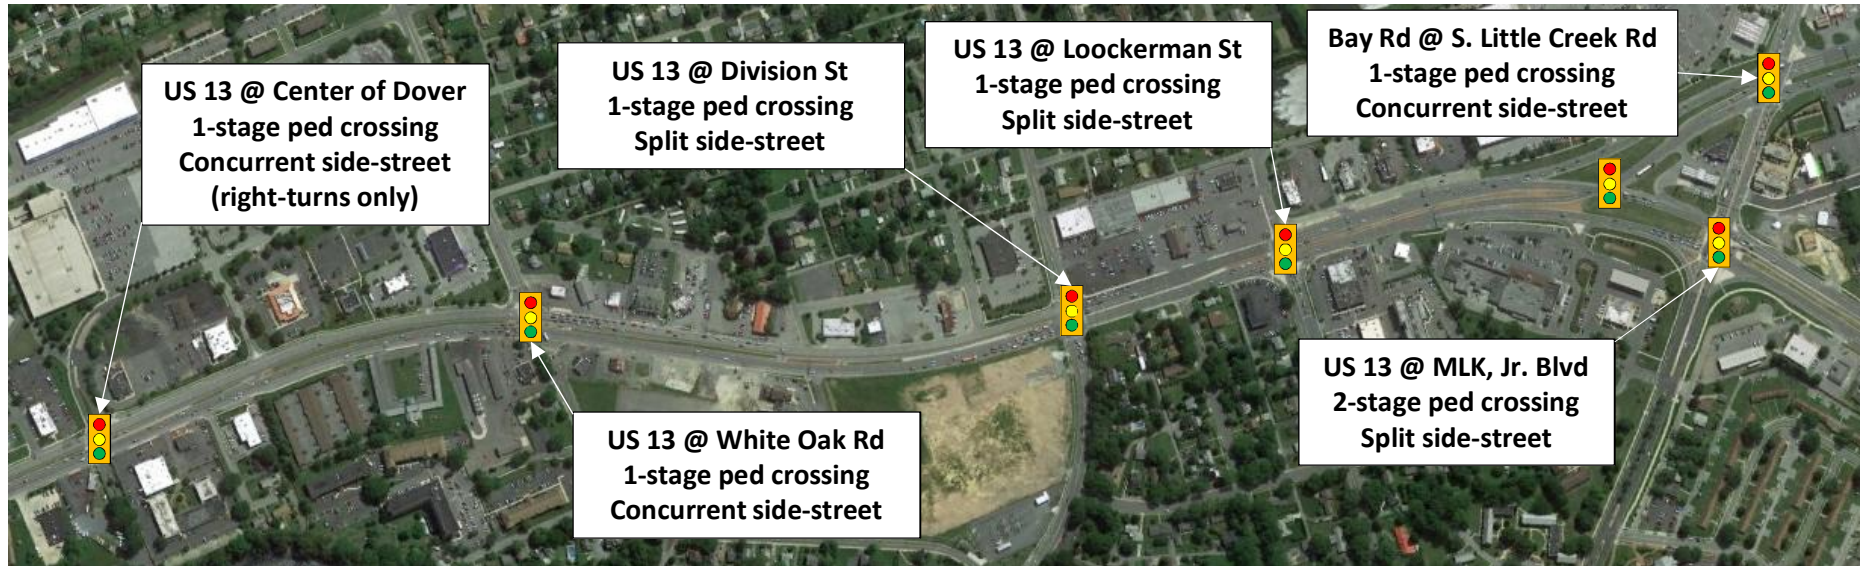 US 13 @ Center of Dover
1-stage ped crossing
Concurrent side-street
(right-turns only)
US 13 @ Division St
1-stage ped crossing
Split side-street
US 13 @ Loockerman St
1-stage ped crossing
Split side-street
Bay Rd @ S. Little Creek Rd
1-stage ped crossing
Concurrent side-street
US 13 @ White Oak Rd
1-stage ped crossing
Concurrent side-street
US 13 @ MLK, Jr. Blvd
2-stage ped crossing
Split side-street